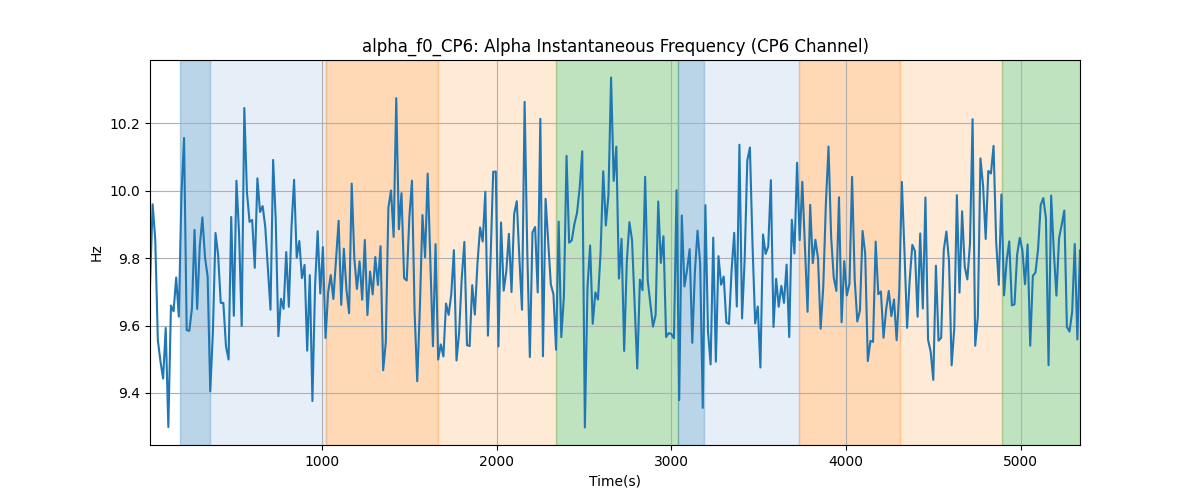 alpha_f0_CP6: Alpha Instantaneous Frequency (CP6 Channel)
Hz
10.2
10.0
9.8
9.6
9.4
1000 2000 3000 4000 5000
Time(s)